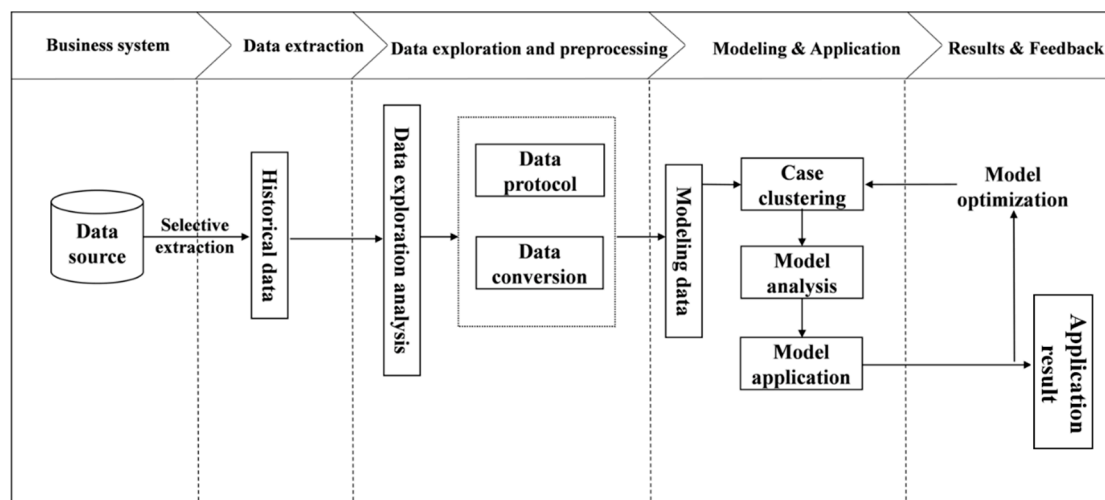 Business system
Data extraction
Data exploration and preprocessing
Modeling & Application
Results & Feedback
Data
source
Selective
extraction
Historical data
Data exploration analysis
Data
protocol
Data
conversion
Modeling data
Case
clustering
Model
analysis
Model
application
Model
optimization
Application
result